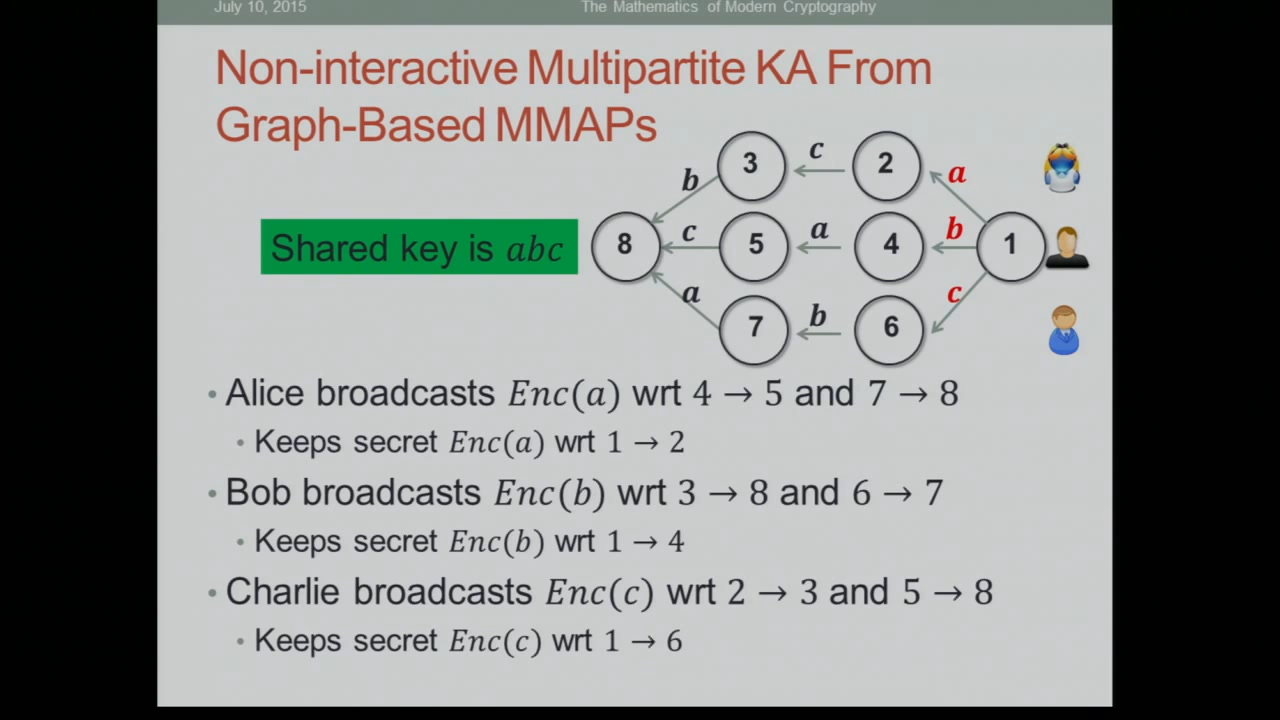 July 10, 2015 The Mathematics of Modern Cryptography
Non-interactive Multipartite KA From
Graph-Based MMAPs
3 c 2 a
b
Shared key is abc
8 c 5 a 4 b 1
a c
7 b 6
• Alice broadcasts Enc(a) wrt 4 → 5 and 7 → 8
• Keeps secret Enc(a) wrt 1 → 2
• Bob broadcasts Enc(b) wrt 3 → 8 and 6 → 7
• Keeps secret Enc(b) wrt 1 → 4
• Charlie broadcasts Enc(c) wrt 2 → 3 and 5 → 8
• Keeps secret Enc(c) wrt 1 → 6